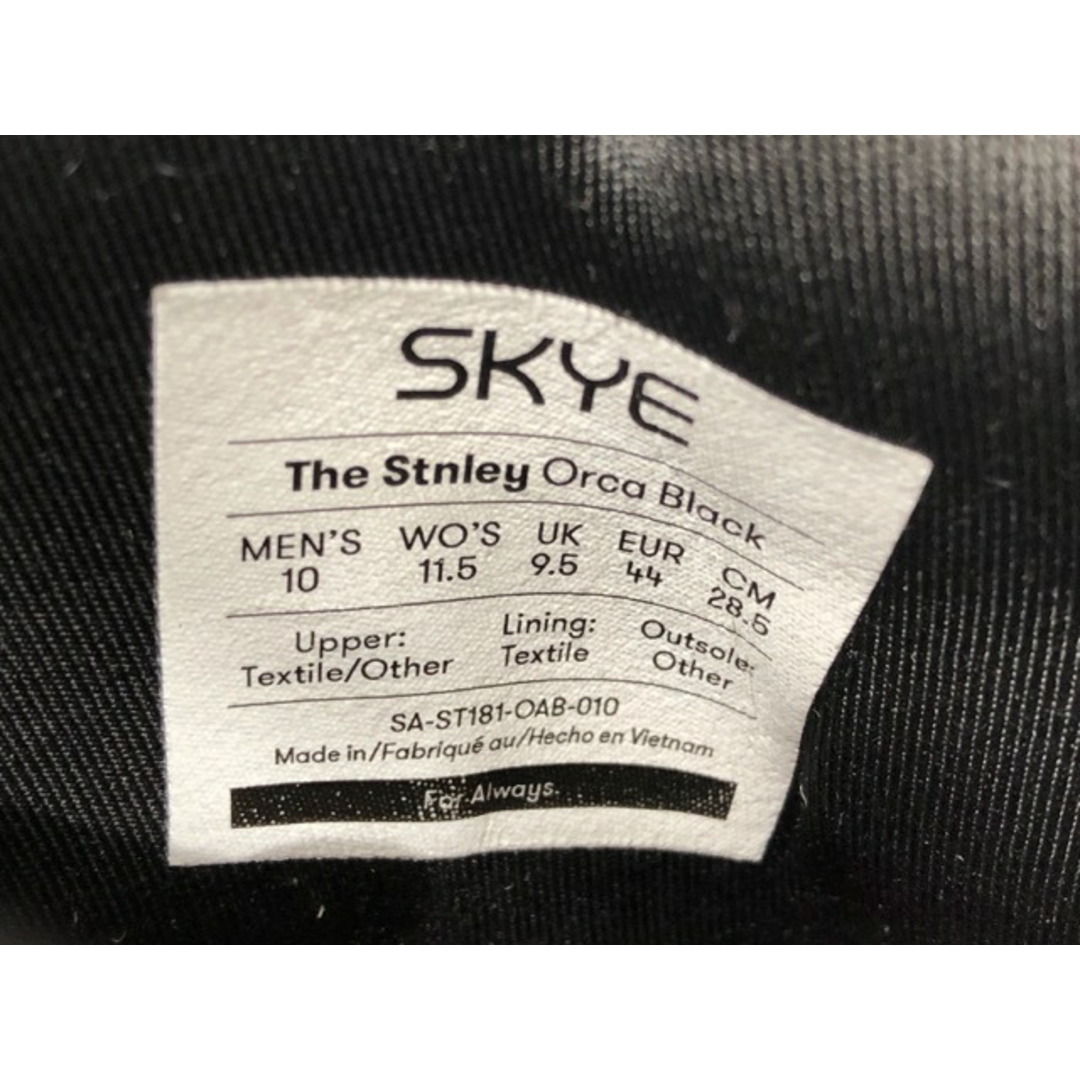 SKYE
The Stnley Orca Black
MEN'S WO'S UK EUR CM
10 11.5 9.5 44 28.5
Upper: Lining: Outsole:
Textile/Other Textile Other
SA-ST181-OAB-010
Made in/Fabriqué au/Hecho en Vietnam
For Always.